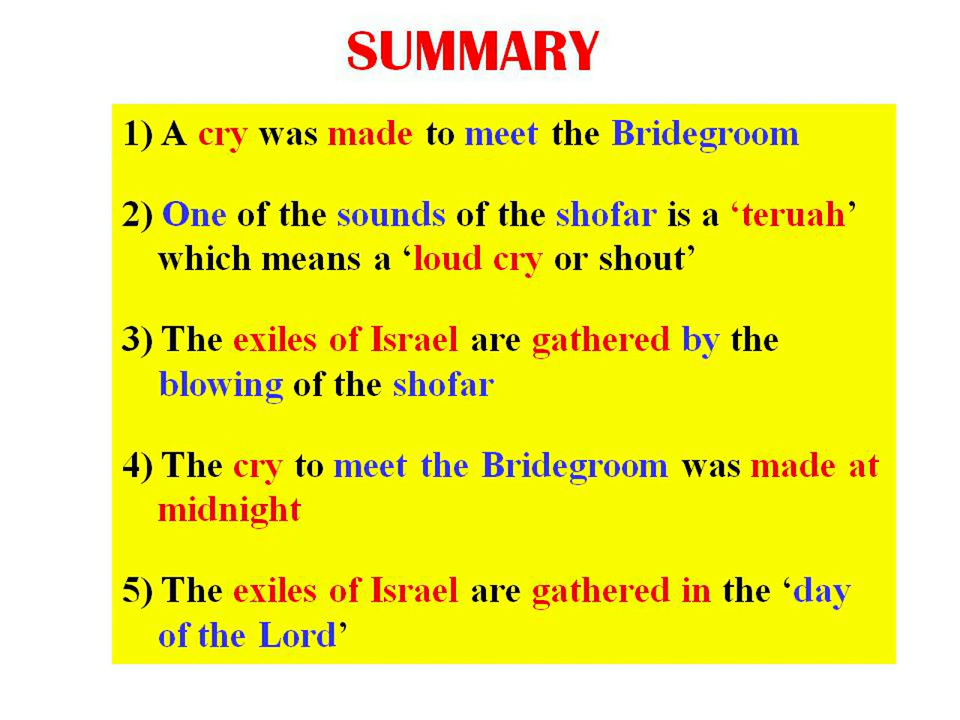 SUMMARY
1) A cry was made to meet the Bridegroom
2) One of the sounds of the shofar is a ‘teruah’
which means a ‘loud cry or shout’
3) The exiles of Israel are gathered by the
blowing of the shofar
4) The cry to meet the Bridegroom was made at
midnight
5) The exiles of Israel are gathered in the ‘day
of the Lord’